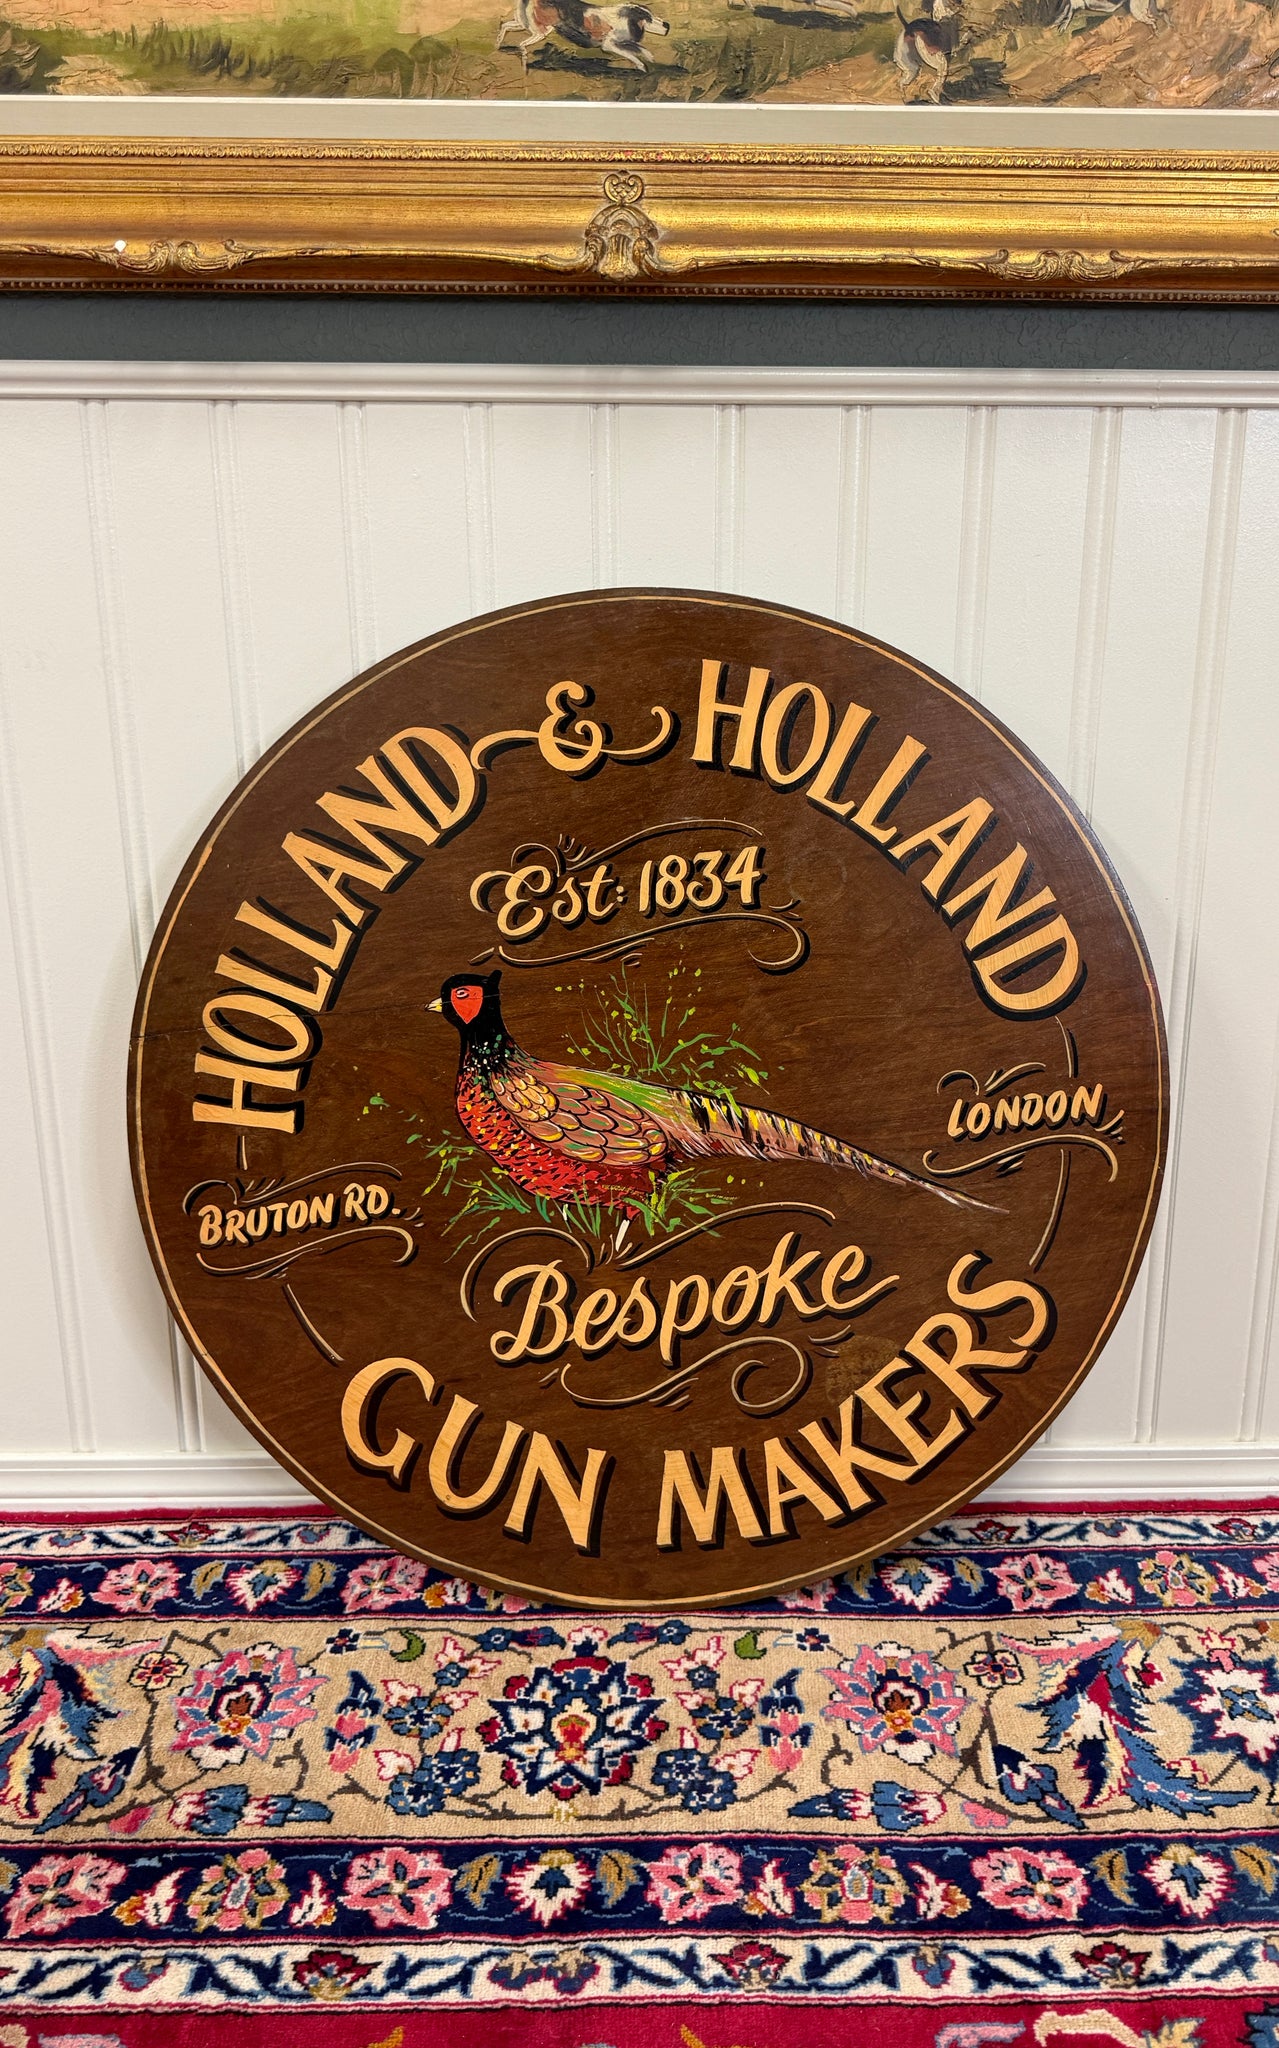 HOLLAND & HOLLAND
Est: 1834
BRUTON RD.
LONDON
Bespoke
GUN MAKERS